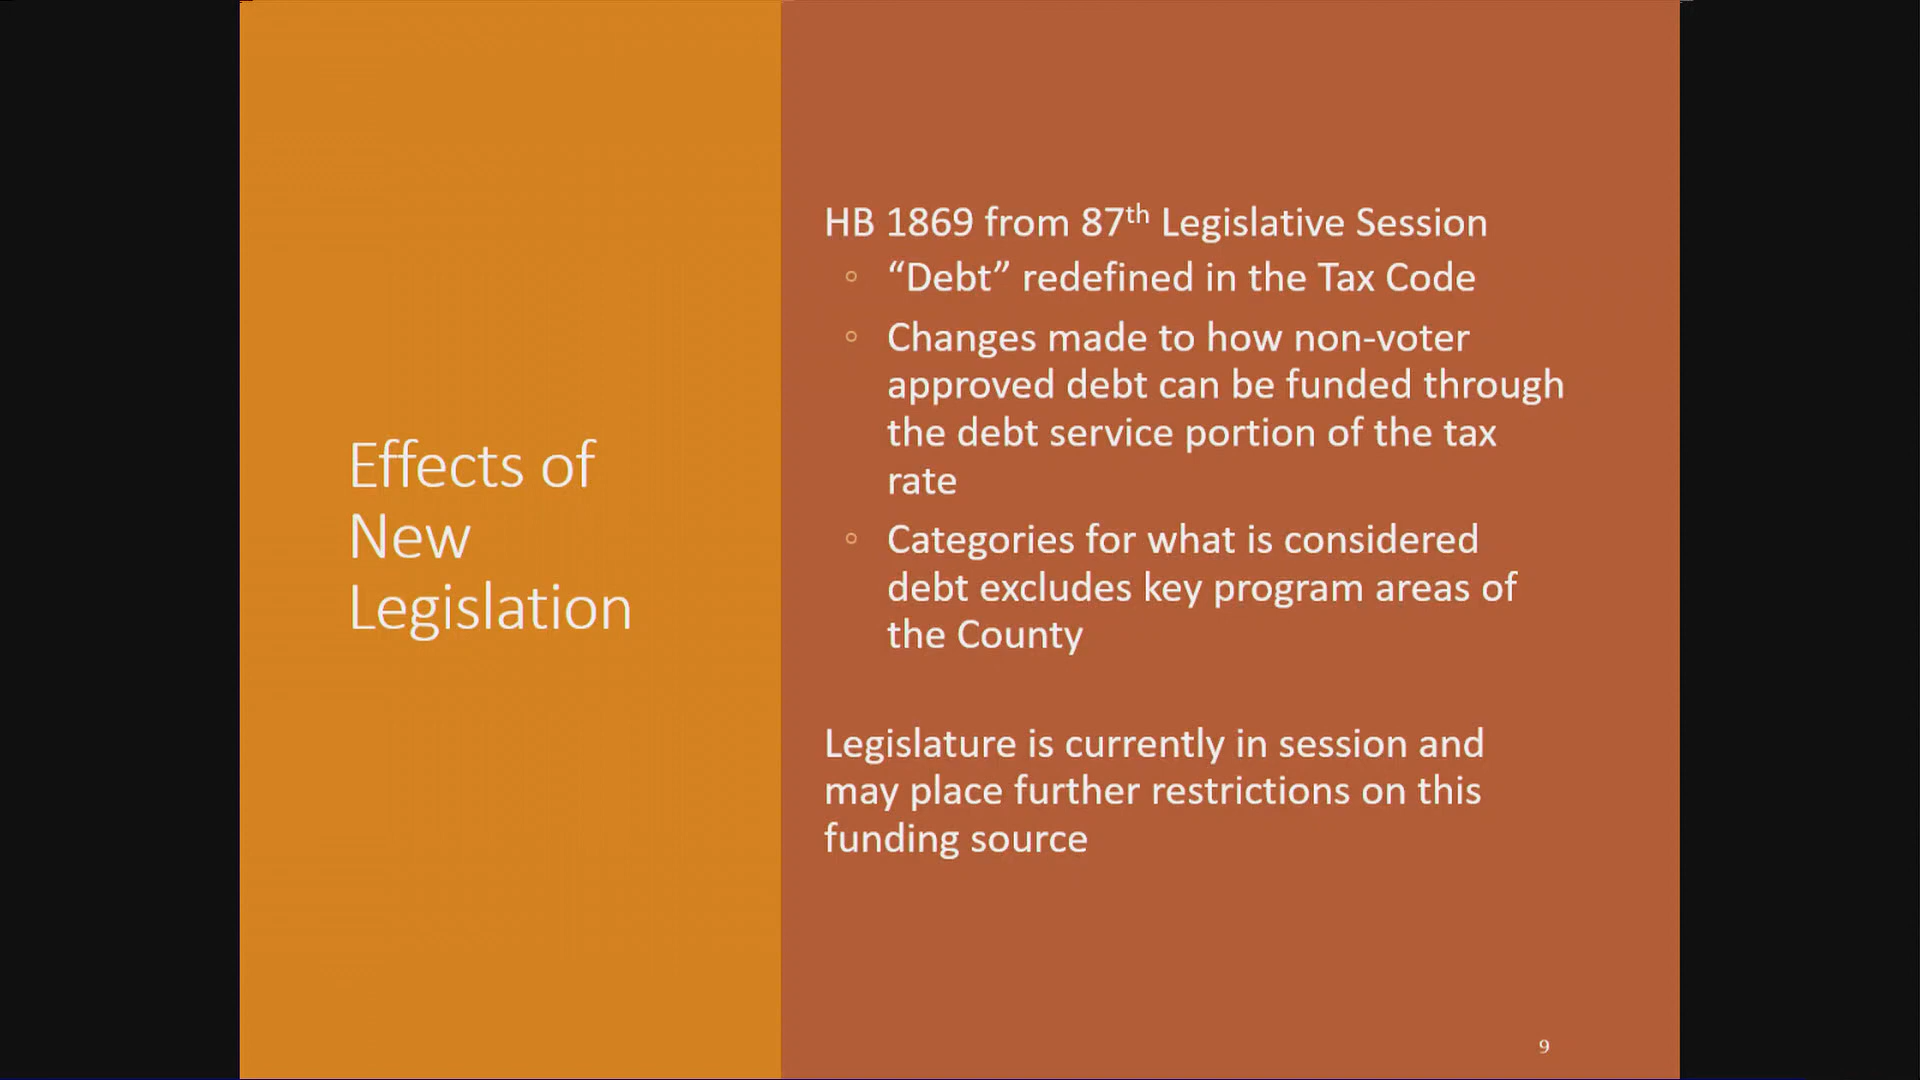 Effects of
New
Legislation
HB 1869 from 87th Legislative Session
“Debt” redefined in the Tax Code
Changes made to how non-voter
approved debt can be funded through
the debt service portion of the tax
rate
Categories for what is considered
debt excludes key program areas of
the County
Legislature is currently in session and
may place further restrictions on this
funding source
9